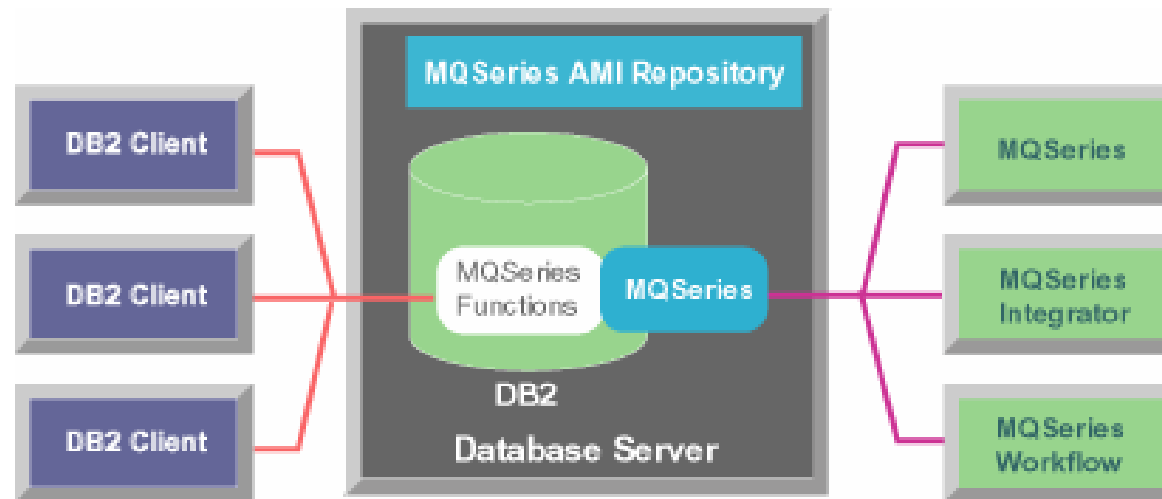 MQSeries AMI Repository
DB2 Client
DB2 Client
DB2 Client
MQSeries
Functions
MQSeries
DB2
Database Server
MQSeries
MQSeries
Integrator
MQSeries
Workflow